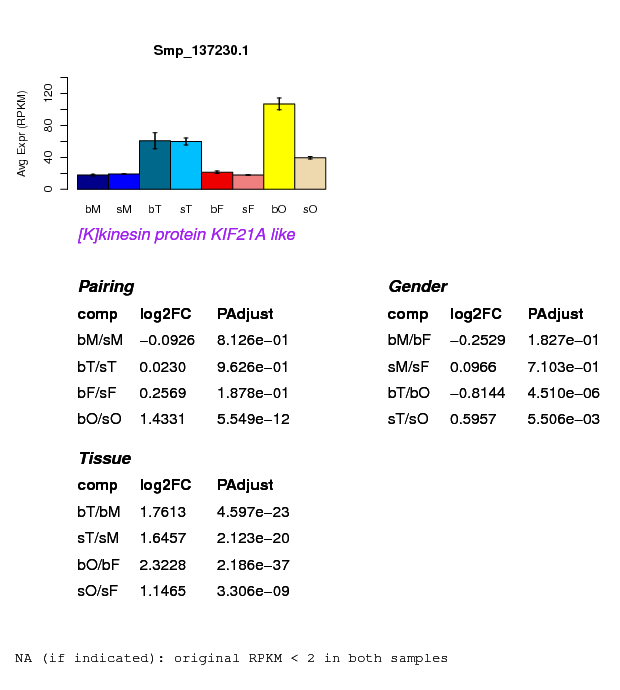 Smp_137230.1
Avg Expr (RPKM)
0 40 80 120
bM sM bT sT bF sF bO sO
[K]kinesin protein KIF21A like
Pairing
comp log2FC PAdjust
bM/sM −0.0926 8.126e−01
bT/sT 0.0230 9.626e−01
bF/sF 0.2569 1.878e−01
bO/sO 1.4331 5.549e−12
Gender
comp log2FC PAdjust
bM/bF −0.2529 1.827e−01
sM/sF 0.0966 7.103e−01
bT/bO −0.8144 4.510e−06
sT/sO 0.5957 5.506e−03
Tissue
comp log2FC PAdjust
bT/bM 1.7613 4.597e−23
sT/sM 1.6457 2.123e−20
bO/bF 2.3228 2.186e−37
sO/sF 1.1465 3.306e−09
NA (if indicated): original RPKM < 2 in both samples